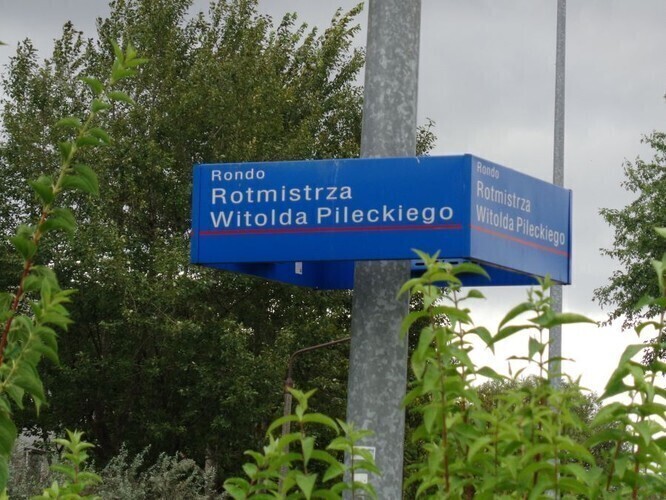 Rondo
Rotmistrza
Witolda Pileckiego
Rondo
Rotmistrza
Witolda Pileckiego